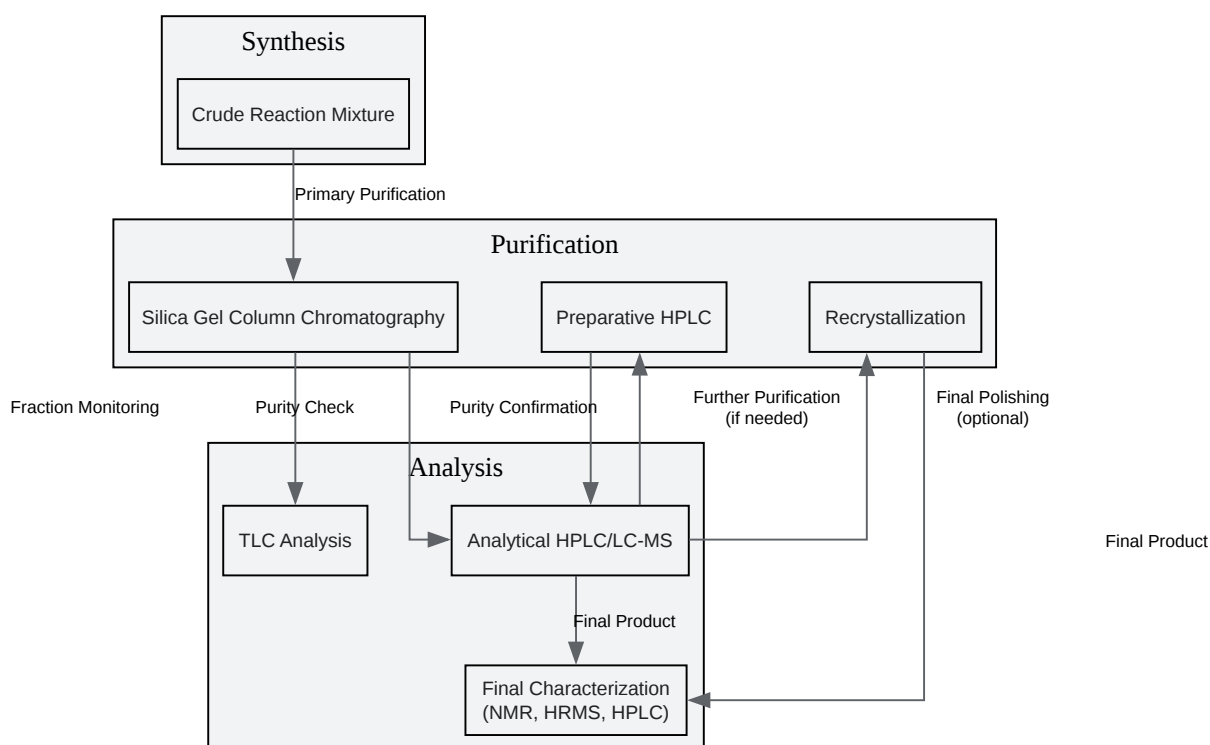 Synthesis
Crude Reaction Mixture
Primary Purification
Purification
Silica Gel Column Chromatography
Preparative HPLC
Recrystallization
Fraction Monitoring
Purity Check
Purity Confirmation
Further Purification
(if needed)
Final Polishing
(optional)
Analysis
TLC Analysis
Analytical HPLC/LC-MS
Final Product
Final Product
Final Characterization
(NMR, HRMS, HPLC)